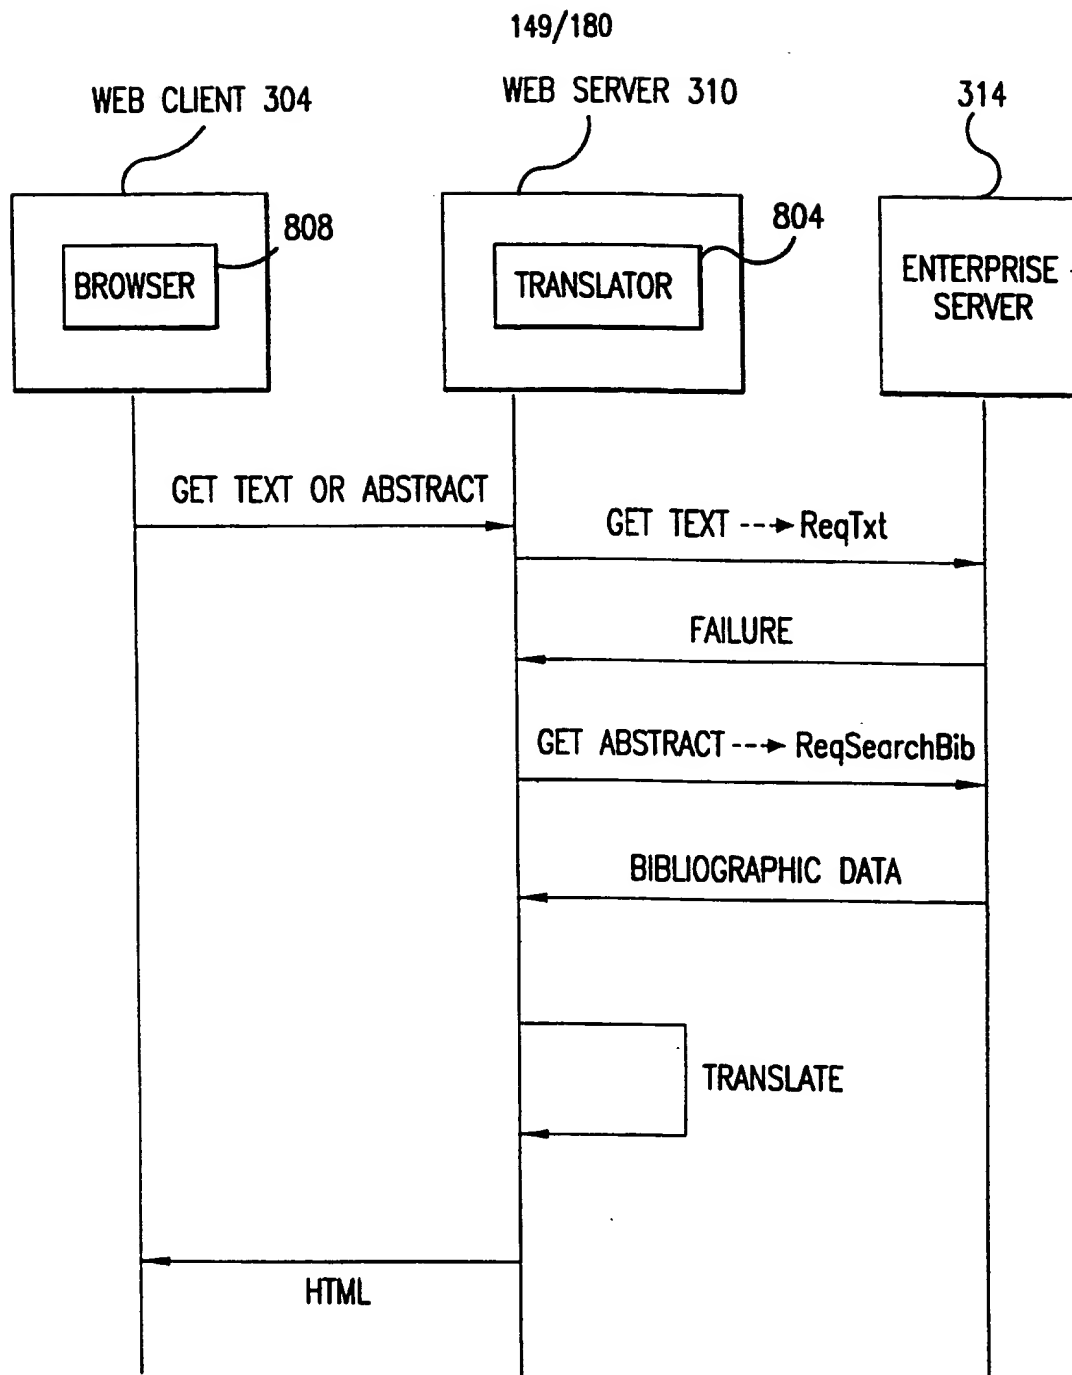 149/180
WEB CLIENT 304
WEB SERVER 310
314
808
804
BROWSER
TRANSLATOR
ENTERPRISE
SERVER
GET TEXT OR ABSTRACT
GET TEXT ---> ReqTxt
FAILURE
GET ABSTRACT ---> ReqSearchBib
BIBLIOGRAPHIC DATA
TRANSLATE
HTML